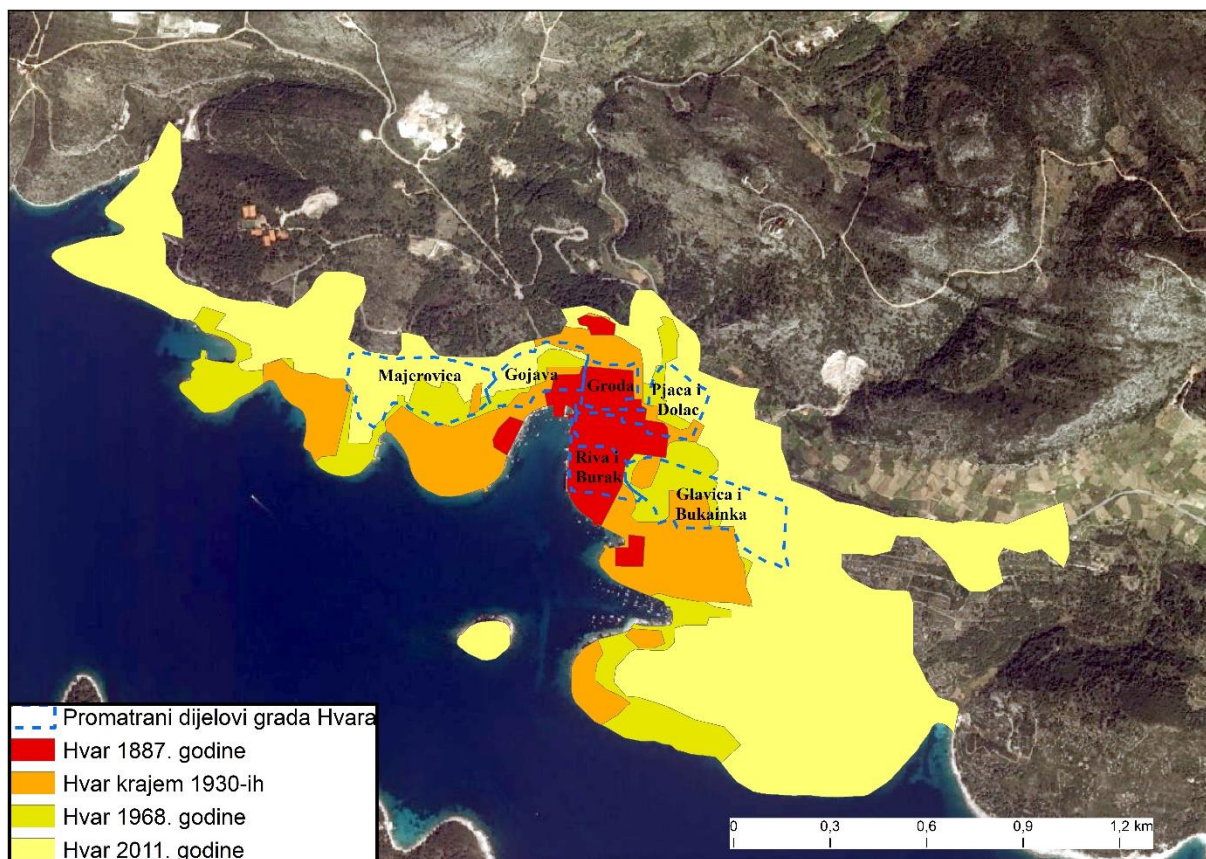 Majerovica
Gojava
Groda
Pjaca i
Dolac
Riva i
Burak
Glavica i
Bukainka
Promatrani dijelovi grada Hvara
Hvar 1887. godine
Hvar krajem 1930-ih
Hvar 1968. godine
Hvar 2011. godine
0 0,3 0,6 0,9 1,2 km